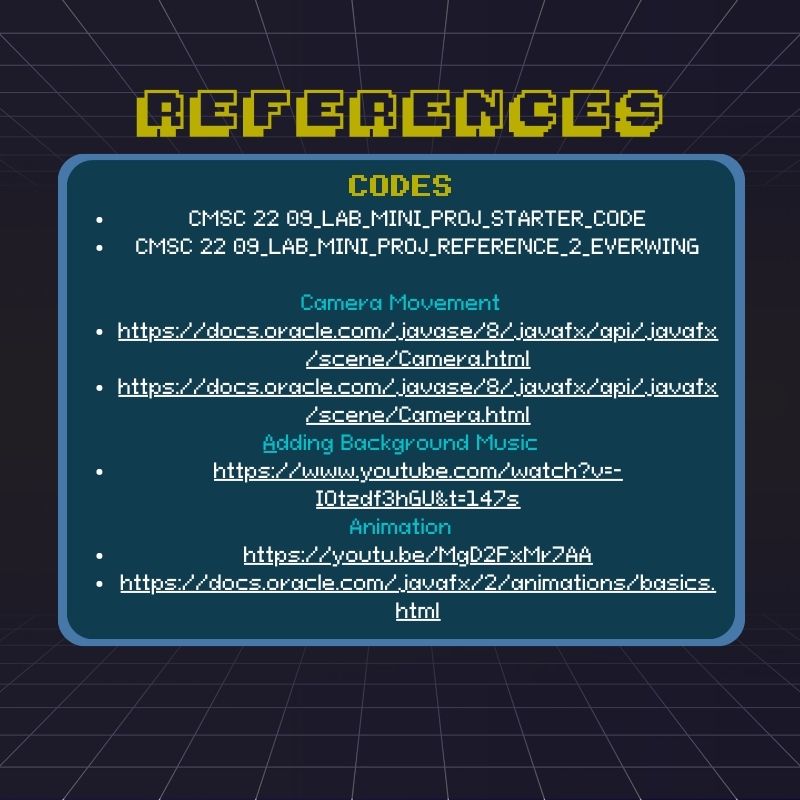 REFERENCES
CODES
• CMSC 22 09_LAB_MINI_PROJ_STARTER_CODE
• CMSC 22 09_LAB_MINI_PROJ_REFERENCE_2_EVERWING
Camera Movement
• https://docs.oracle.com/javase/8/javafx/api/javafx
/scene/Camera.html
• https://docs.oracle.com/javase/8/javafx/api/javafx
/scene/Camera.html
Adding Background Music
• https://www.youtube.com/watch?v=-
IOtzdf3hGU&t=147s
Animation
• https://youtu.be/MgD2FxMr7AA
• https://docs.oracle.com/javafx/2/animations/basics.
html